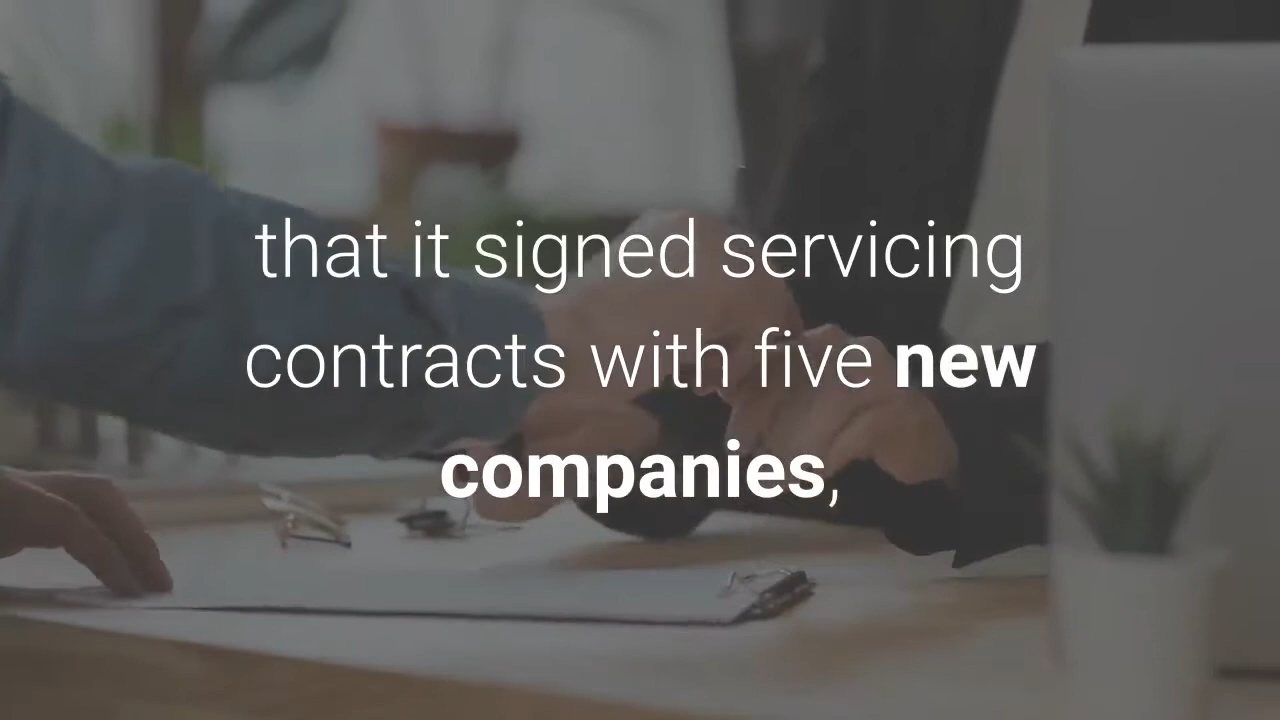 that it signed servicing
contracts with five new
companies,